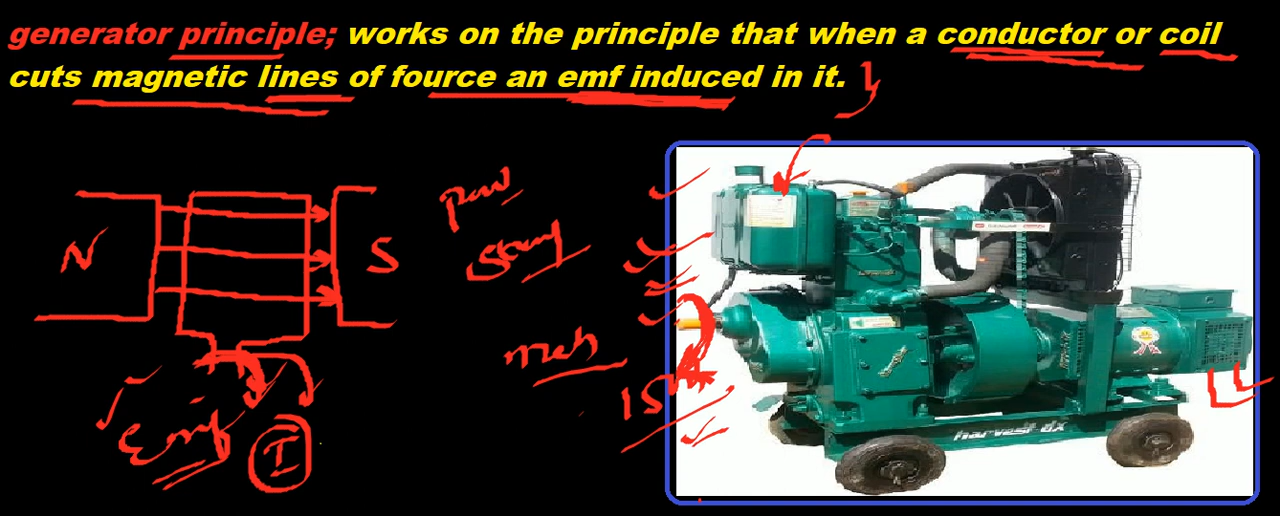 generator principle; works on the principle that when a conductor or coil
cuts magnetic lines of fource an emf induced in it.
N
S
Emf
I
harvest dx